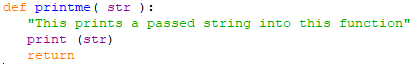 def printme( str ):
   "This prints a passed string into this function"
   print (str)
   return